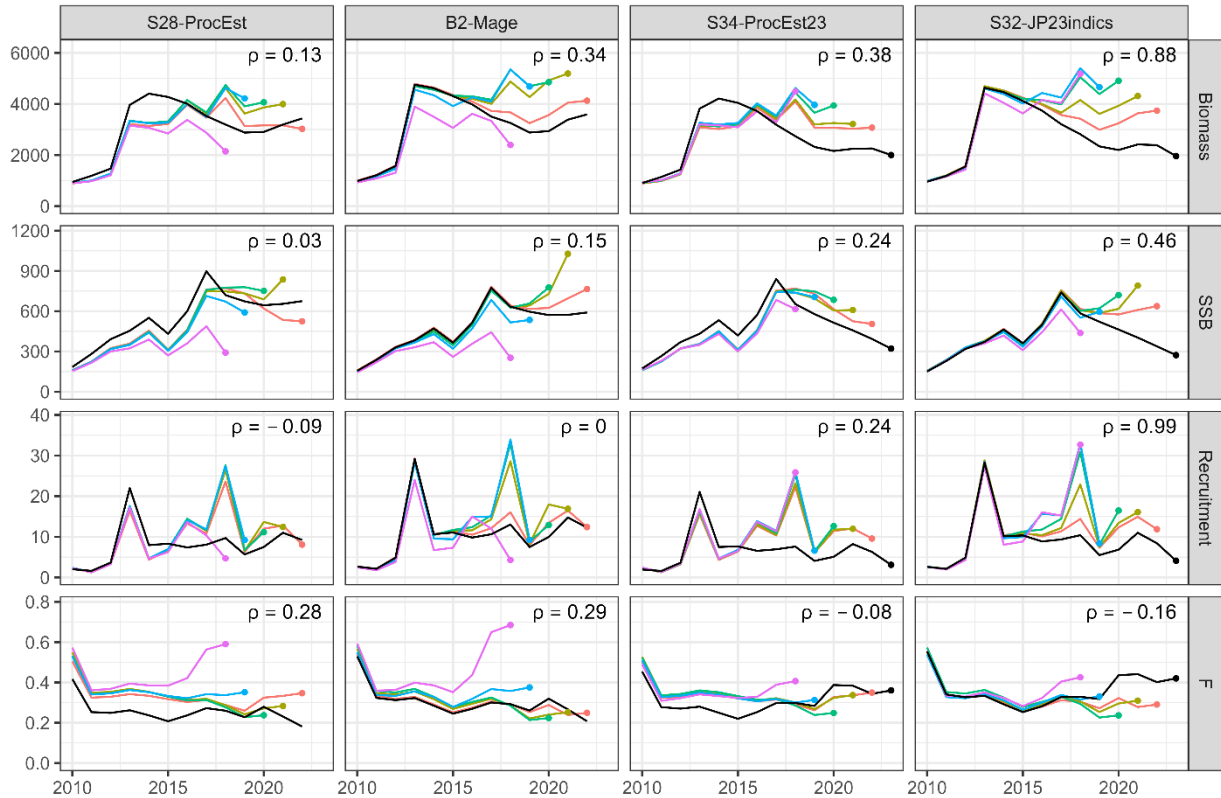 S28-ProcEst B2-Mage S34-ProcEst23 S32-JP23indics
6000 ρ = 0.13 ρ = 0.34 ρ = 0.38 ρ = 0.88
4000
2000
0
Biomass
1200 ρ = 0.03 ρ = 0.15 ρ = 0.24 ρ = 0.46
900
600
300
0
SSB
40 ρ = − 0.09 ρ = 0 ρ = 0.24 ρ = 0.99
30
20
10
0
Recruitment
0.8 ρ = 0.28 ρ = 0.29 ρ = − 0.08 ρ = − 0.16
0.6
0.4
0.2
0.0
F
2010 2015 2020 2010 2015 2020 2010 2015 2020 2010 2015 2020